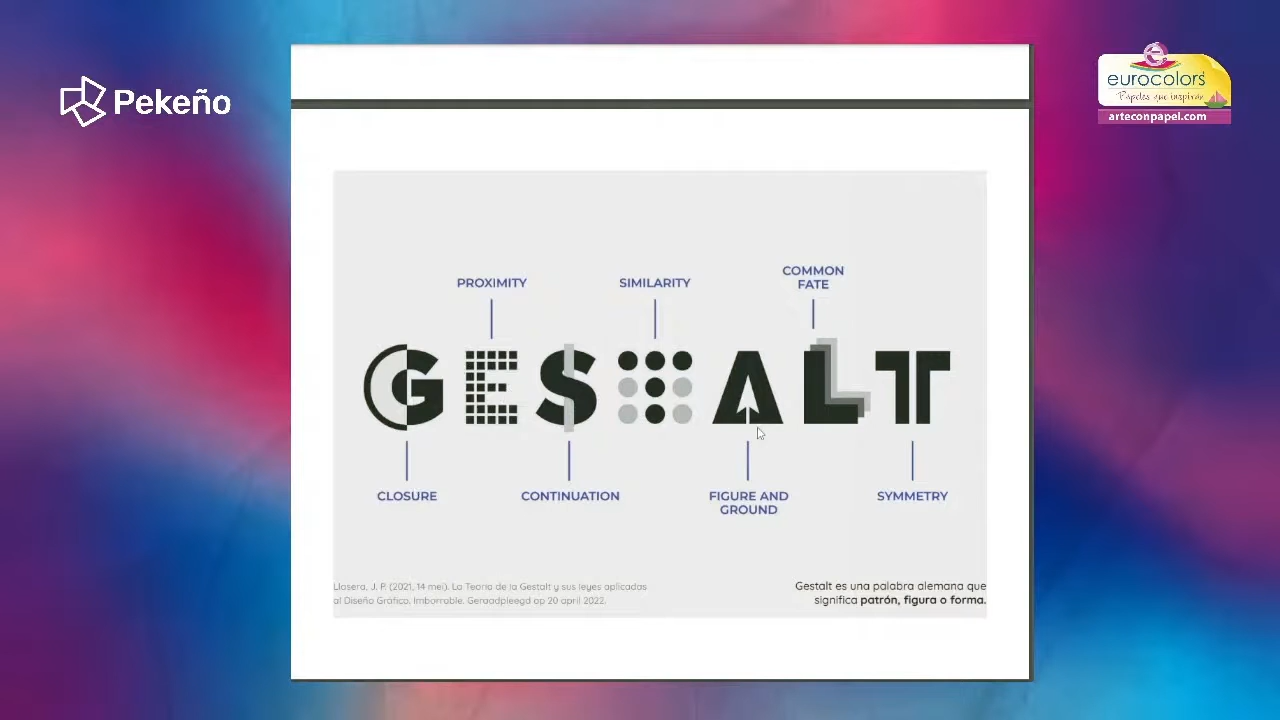 Pekeño
eurocolors
Papeles que inspiran
arteconpapel.com
PROXIMITY
SIMILARITY
COMMON
FATE
GESTALT
CLOSURE
CONTINUATION
FIGURE AND
GROUND
SYMMETRY
Llasera, J. P. (2021, 14 mei). La Teoría de la Gestalt y sus leyes aplicadas
al Diseño Gráfico. Imborrable. Geraadpleegd op 20 april 2022.
Gestalt es una palabra alemana que
significa patrón, figura o forma.